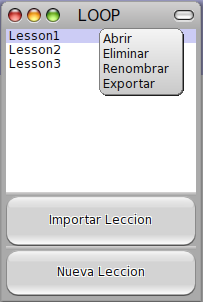 LOOP
Lesson1
Lesson2
Lesson3
Abrir
Eliminar
Renombrar
Exportar
Importar Leccion
Nueva Leccion